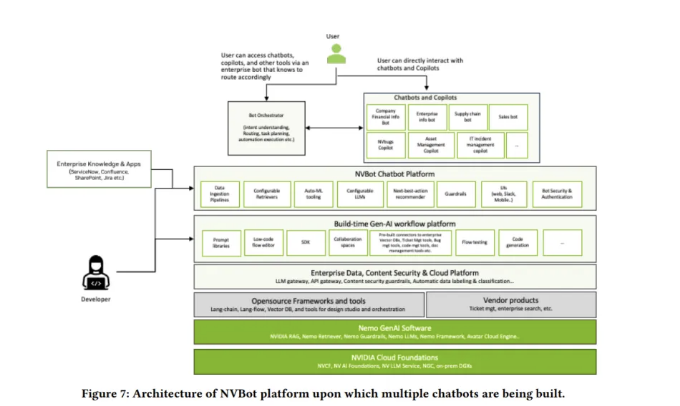 User
User can access chatbots,
copilots, and other tools via an
enterprise bot that knows to
route accordingly
User can directly interact with
chatbots and Copilots
Bot Orchestrator
(Intent understanding,
Routing, task planning,
automation execution etc.)
Chatbots and Copilots
Company
Financial Info
Bot
Enterprise
info bot
Supply chain
bot
Sales bot
NVbugs
Copilot
Asset
Management
Copilot
IT incident
management
copilot
...
Enterprise Knowledge & Apps
(ServiceNow, Confluence,
SharePoint, Jira etc.)
NVBot Chatbot Platform
Data
Ingestion
Pipelines
Configurable
Retrievers
Auto-ML
tooling
Configurable
LLMs
Next-best-action
recommender
Guardrails
(web, Slack,
Mobile..)
Bot Security &
Authentication
Build-time Gen-AI workflow platform
Prompt
libraries
Low-code
flow editor
SDK
Collaboration
spaces
Pre-built connectors to enterprise
Vector DBs, Ticket Mgt tools, Bug
mgt tools, code mgt tools, doc
management tools etc.
Flow testing
Code
generation
...
Developer
Enterprise Data, Content Security & Cloud Platform
LLM gateway, API gateway, Content security guardrails, Automatic data labeling & classification...
Opensource Frameworks and tools
Lang-chain, Lang-flow, Vector DB, and tools for design studio and orchestration
Vendor products
Ticket mgt, enterprise search, etc.
Nemo GenAI Software
NVIDIA RAG, Nemo Retriever, Nemo Guardrails, Nemo LLMs, Nemo Framework, Avatar Cloud Engine..
NVIDIA Cloud Foundations
NVCF, NV AI Foundations, NV LLM Service, NGC, on-prem DGXs
Figure 7: Architecture of NVBot platform upon which multiple chatbots are being built.